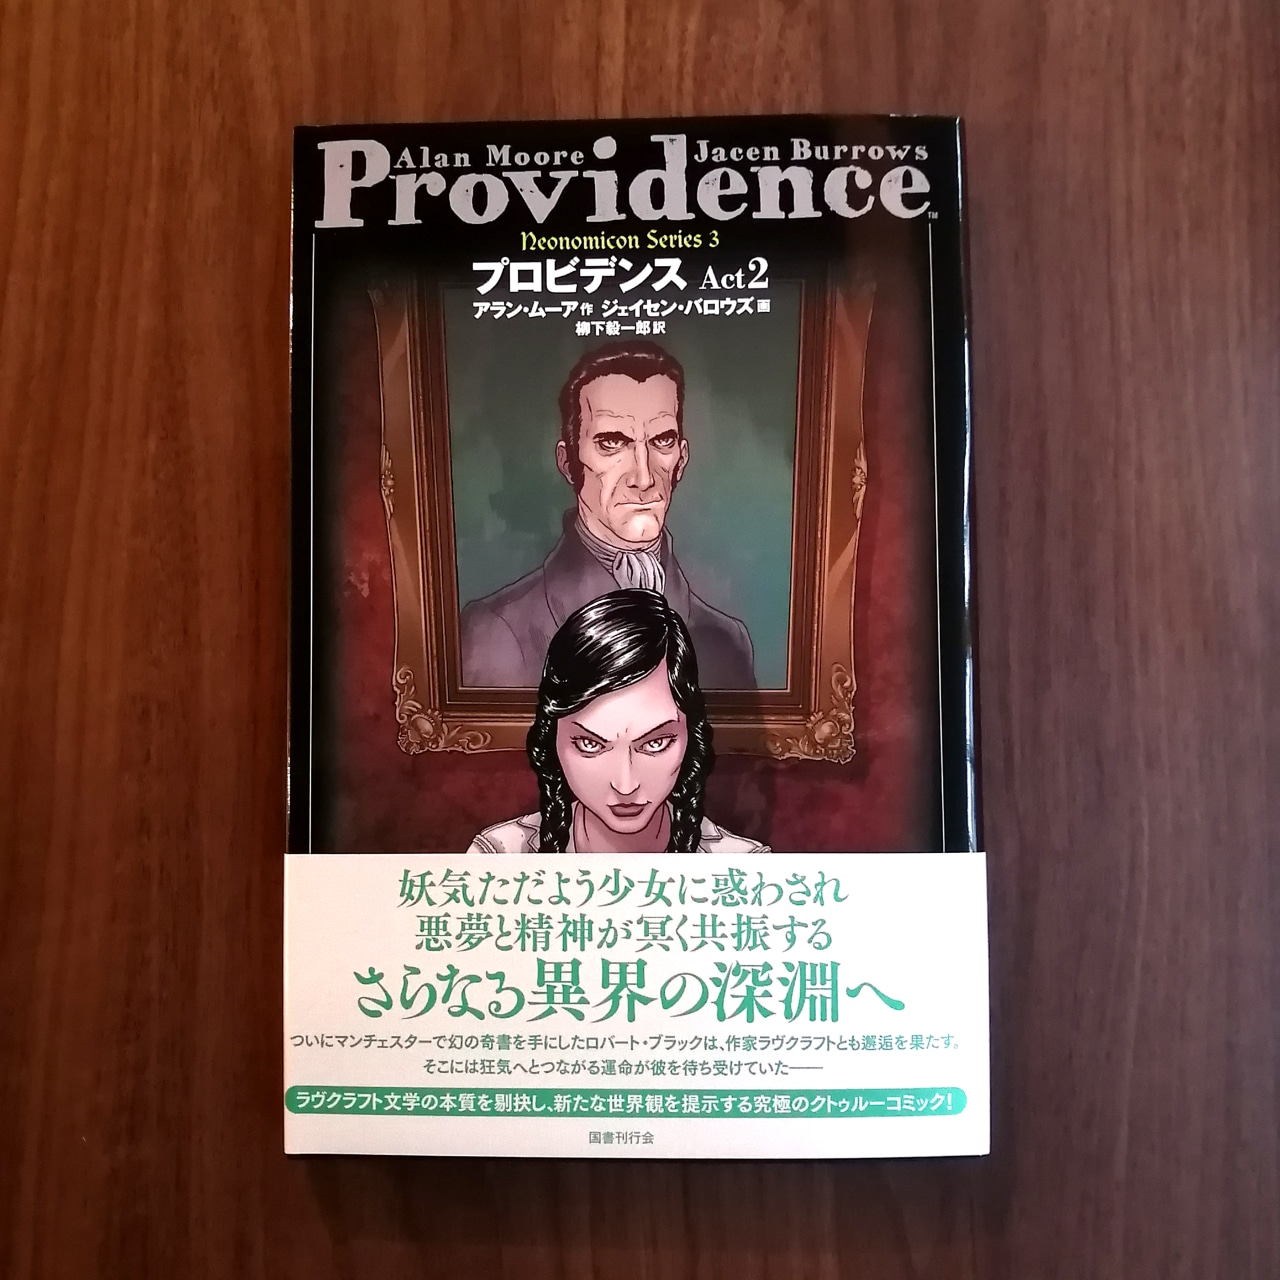 Alan Moore Jacen Burrows
Providence™
Neonomicon Series 3
プロビデンス Act2
アラン・ムーア作 ジェイセン・バロウズ画
柳下毅一郎訳
妖気ただよう少女に惑わされ
悪夢と精神が冥く共振する
さらなる異界の深淵へ
ついにマンチェスターで幻の奇書を手にしたロバート・ブラックは、作家ラヴクラフトとも邂逅を果たす。
そこには狂気へとつながる運命が彼を待ち受けていた――
ラヴクラフト文学の本質を剔抉し、新たな世界観を提示する究極のクトゥルーコミック!
国書刊行会